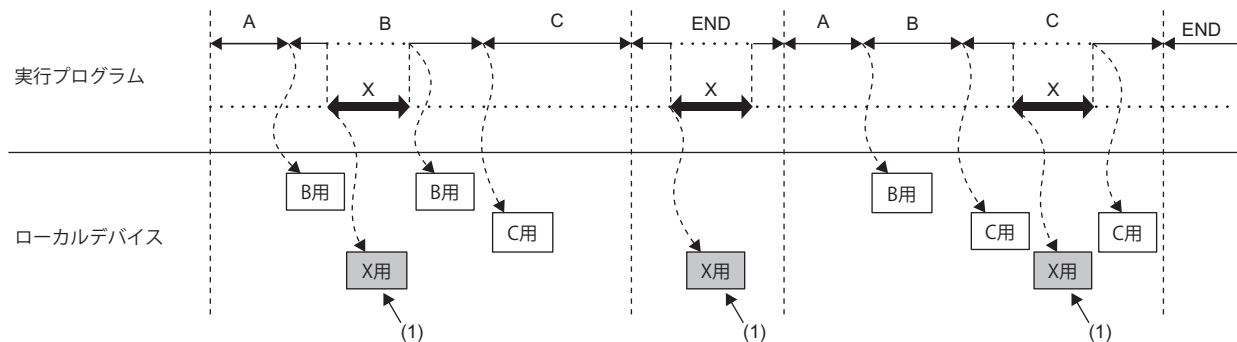 A B C END A B C END
実行プログラム
X X X
B用 B用 B用
C用 C用 C用
ローカルデバイス
X用 X用 X用
(1) (1) (1)